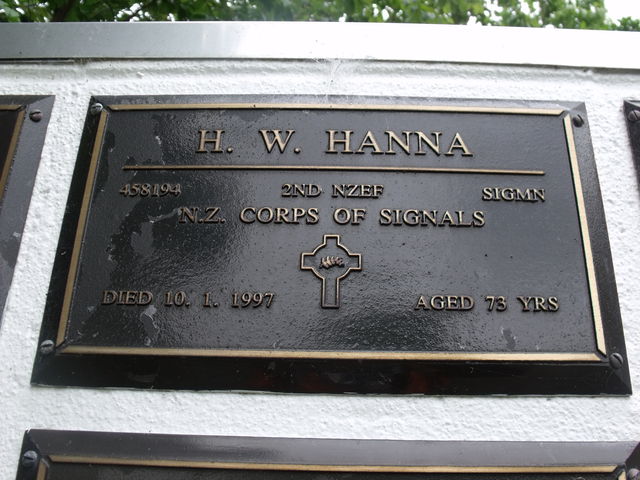 H. W. HANNA
458194 2ND NZEF SIGMN
N.Z. CORPS OF SIGNALS
DIED 10. 1. 1997 AGED 73 YRS